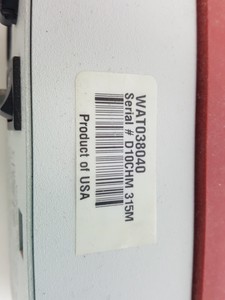 WAT038040
Serial # D10CHM 315M
Product of USA